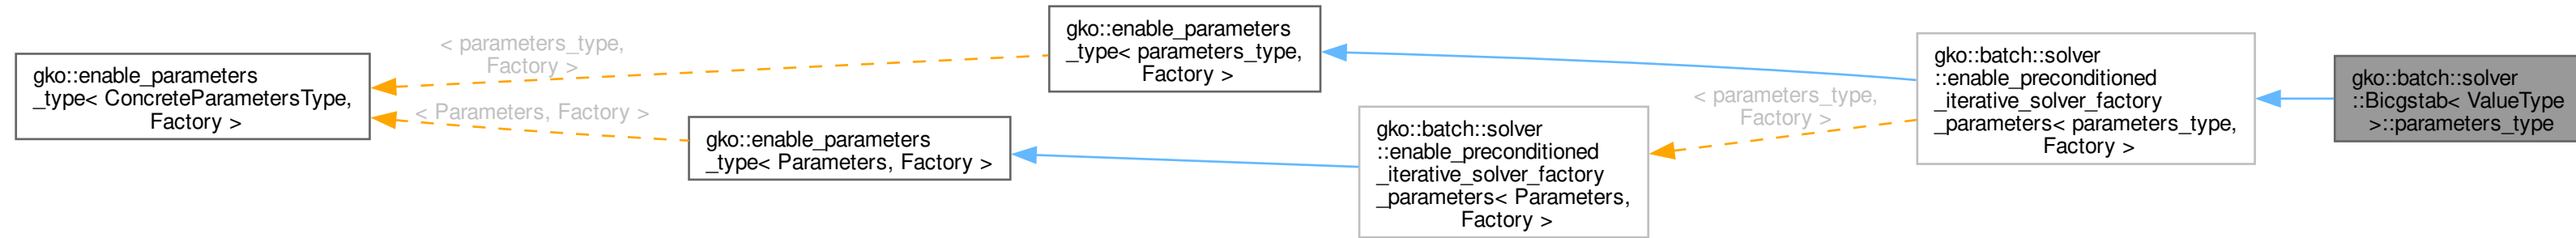 gko::enable_parameters
_type< ConcreteParametersType,
Factory >
< parameters_type,
Factory >
< Parameters, Factory >
gko::enable_parameters
_type< parameters_type,
Factory >
gko::enable_parameters
_type< Parameters, Factory >
gko::batch::solver
::enable_preconditioned
_iterative_solver_factory
_parameters< Parameters,
Factory >
< parameters_type,
Factory >
gko::batch::solver
::enable_preconditioned
_iterative_solver_factory
_parameters< parameters_type,
Factory >
gko::batch::solver
::Bicgstab< ValueType
>::parameters_type